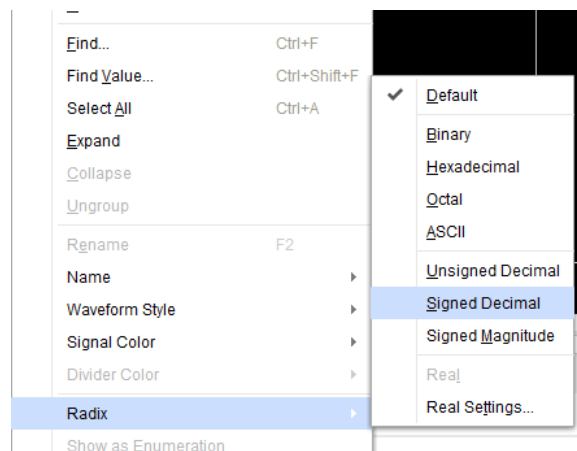 Find... Ctrl+F
Find Value... Ctrl+Shift+F
Select All Ctrl+A
Expand
Collapse
Ungroup
Rename F2
Name
Waveform Style
Signal Color
Divider Color
Radix
Show as Enumeration
Default
Binary
Hexadecimal
Octal
ASCII
Unsigned Decimal
Signed Decimal
Signed Magnitude
Real
Real Settings...